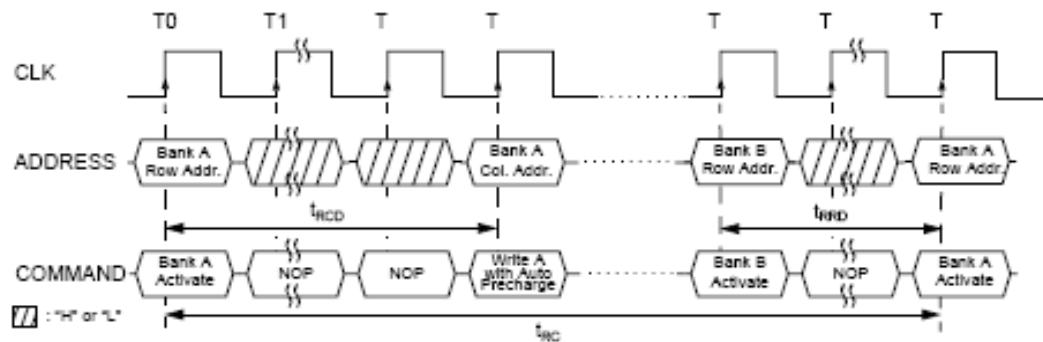 T0 T1 T T T T T
CLK
ADDRESS
Bank A
Row Addr.
Bank A
Col. Addr.
Bank B
Row Addr.
Bank A
Row Addr.
tRCD
tRRD
COMMAND
Bank A
Activate
NOP
NOP
Write A
with Auto
Precharge
Bank B
Activate
NOP
Bank A
Activate
: "H" or "L"
tRC